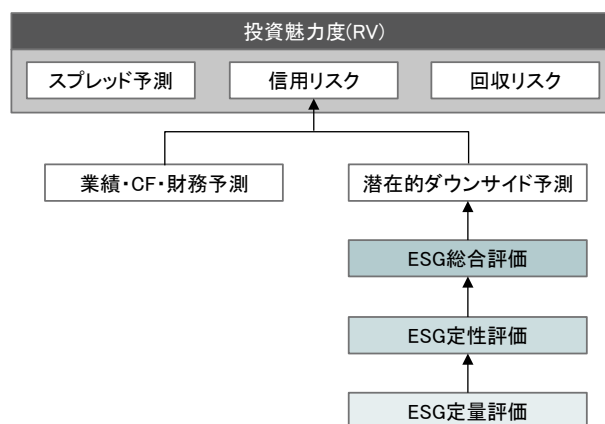 投資魅力度(RV)
スプレッド予測
信用リスク
回収リスク
業績・CF・財務予測
潜在的ダウンサイド予測
ESG総合評価
ESG定性評価
ESG定量評価